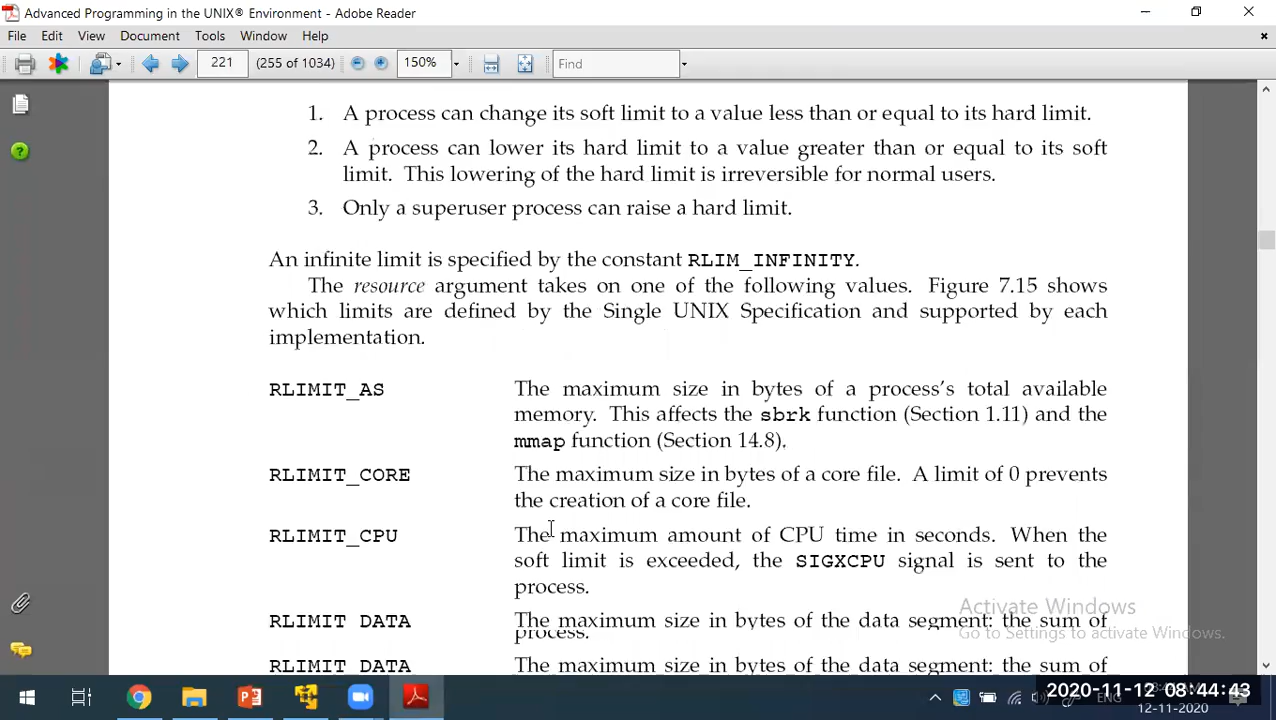 Advanced Programming in the UNIX® Environment - Adobe Reader
File Edit View Document Tools Window Help
221 (255 of 1034) 150% Find
1. A process can change its soft limit to a value less than or equal to its hard limit.
2. A process can lower its hard limit to a value greater than or equal to its soft
limit. This lowering of the hard limit is irreversible for normal users.
3. Only a superuser process can raise a hard limit.
An infinite limit is specified by the constant RLIM_INFINITY.
The resource argument takes on one of the following values. Figure 7.15 shows
which limits are defined by the Single UNIX Specification and supported by each
implementation.
RLIMIT_AS The maximum size in bytes of a process's total available
memory. This affects the sbrk function (Section 1.11) and the
mmap function (Section 14.8).
RLIMIT_CORE The maximum size in bytes of a core file. A limit of 0 prevents
the creation of a core file.
RLIMIT_CPU The maximum amount of CPU time in seconds. When the
soft limit is exceeded, the SIGXCPU signal is sent to the
process.
RLIMIT DATA The maximum size in bytes of the data segment: the sum of
process.
RLIMIT DATA The maximum size in bytes of the data segment: the sum of
Activate Windows
Go to Settings to activate Windows.
2020-11-12 08:44:43
12-11-2020